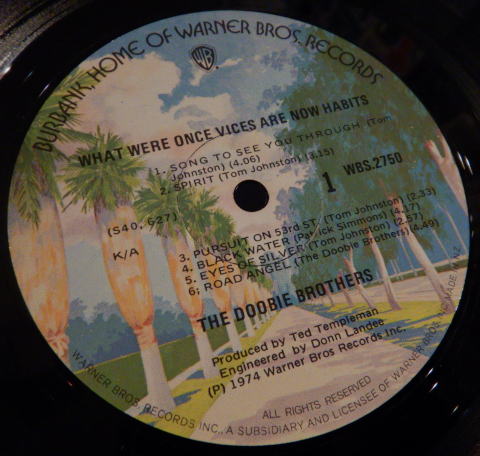 BURBANK, HOME OF WARNER BROS. RECORDS
WB
WHAT WERE ONCE VICES ARE NOW HABITS
1. SONG TO SEE YOU THROUGH (Tom
Johnston) (4.06)
2. SPIRIT (Tom Johnston) (3.15)
1
WBS.2750
(S40,627)
K/A
3. PURSUIT ON 53rd ST. (Tom Johnston) (2.33)
4. BLACK WATER (Patrick Simmons) (4.17)
5. EYES OF SILVER (Tom Johnston) (2.57)
6; ROAD ANGEL (The Doobie Brothers) (4.49)
THE DOOBIE BROTHERS
Produced by Ted Templeman
Engineered by Donn Landee
(P) 1974 Warner Bros Records Inc.
ALL RIGHTS RESERVED
WARNER BROS. RECORDS INC., A SUBSIDIARY AND LICENSEE OF WARNER BROS. INC. MADE IN NZ